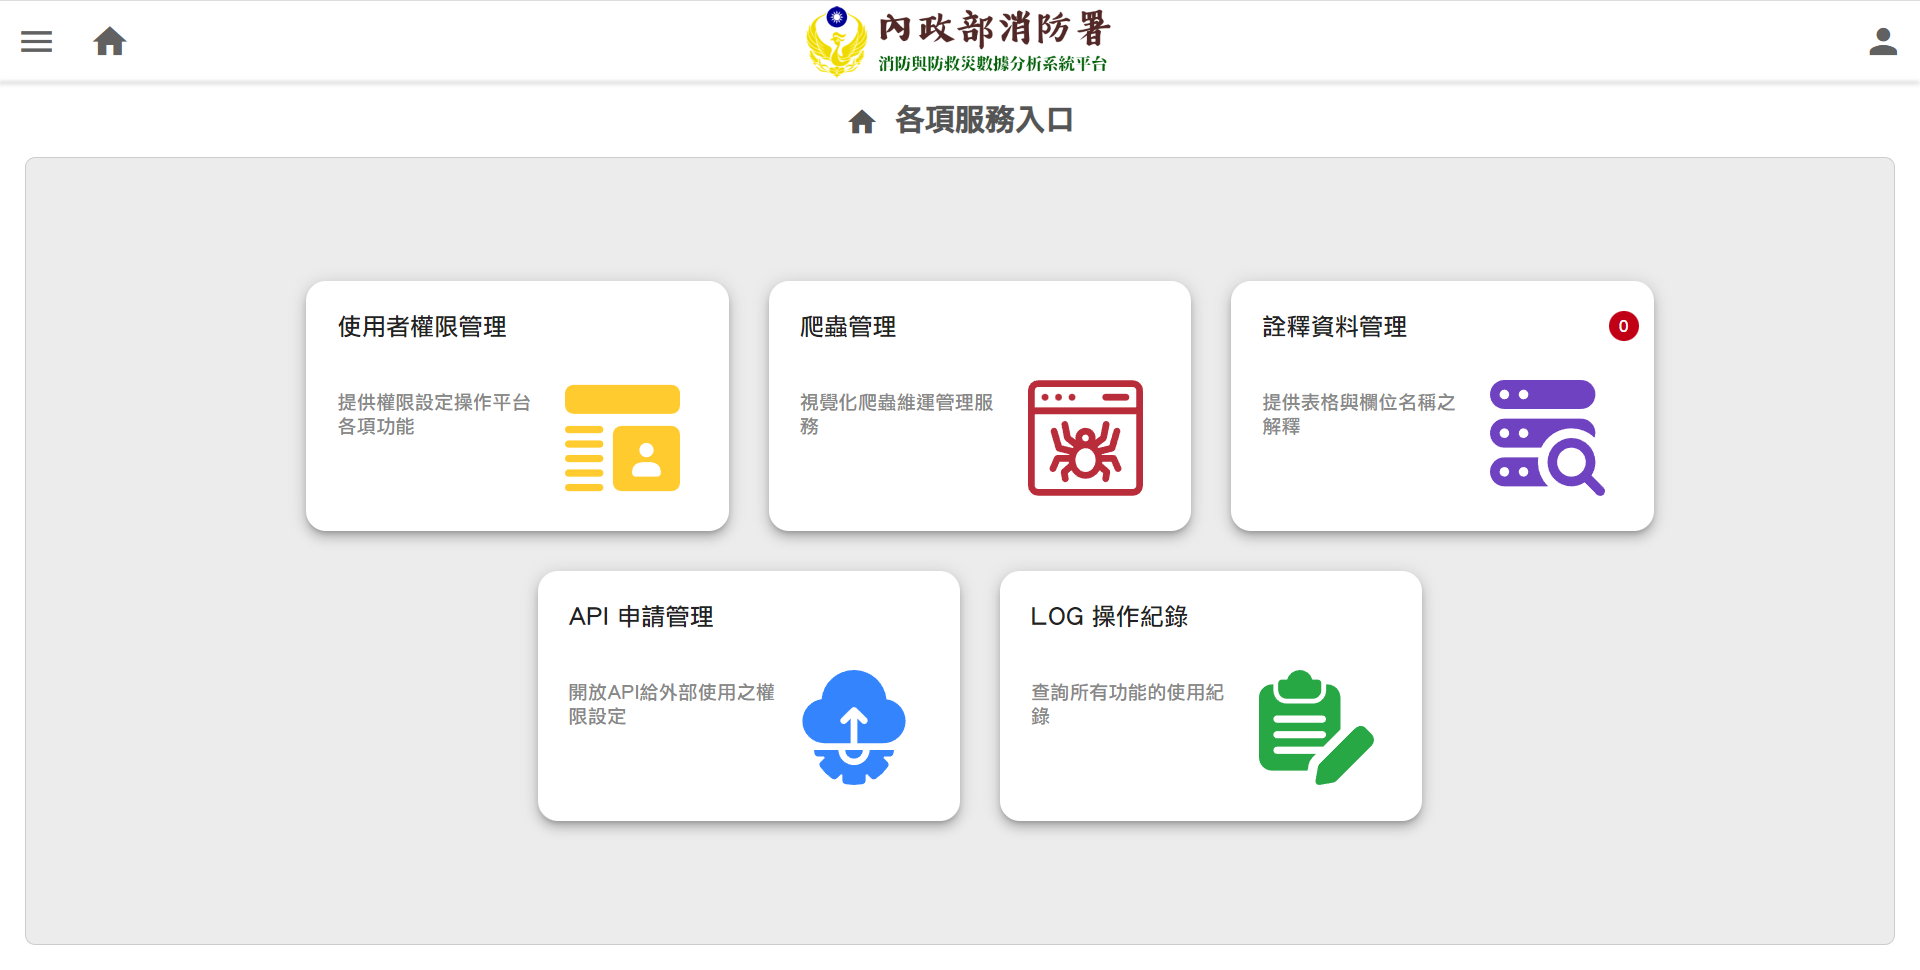 內政部消防署
消防與防救災數據分析系統平台
各項服務入口
使用者權限管理
提供權限設定操作平台
各項功能
爬蟲管理
視覺化爬蟲維運管理服
務
詮釋資料管理
0
提供表格與欄位名稱之
解釋
API 申請管理
開放API給外部使用之權
限設定
LOG 操作紀錄
查詢所有功能的使用紀
錄